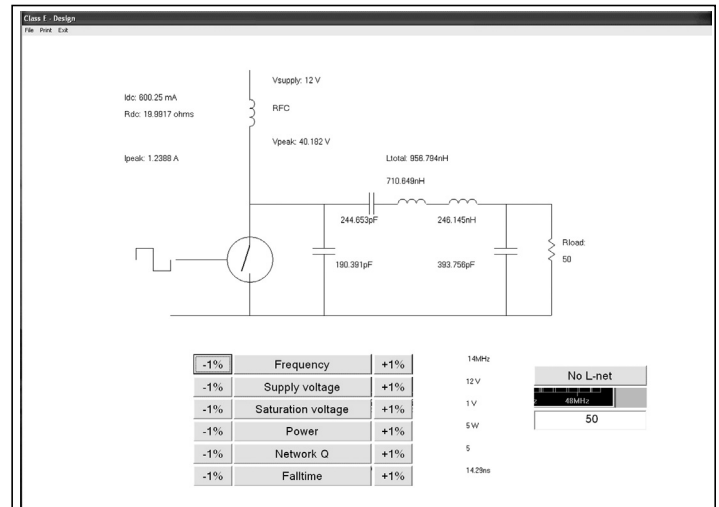 Class F - Design
File Print Exit
Vsupply: 12 V
Idc: 600.25 mA
RFC
Rdc: 19.9917 ohms
Vpeak: 40.182 V
Ipeak: 1.2388 A
Ltotal: 956.794nH
710.649nH
244.653pF
246.145nH
Rload:
50
190.391pF
393.756pF
-1% Frequency +1% 14MHz
-1% Supply voltage +1% 12 V
-1% Saturation voltage +1% 1 V
-1% Power +1% 5 W
-1% Network Q +1% 5
-1% Falltime +1% 14.29ns
No L-net
48MHz
50